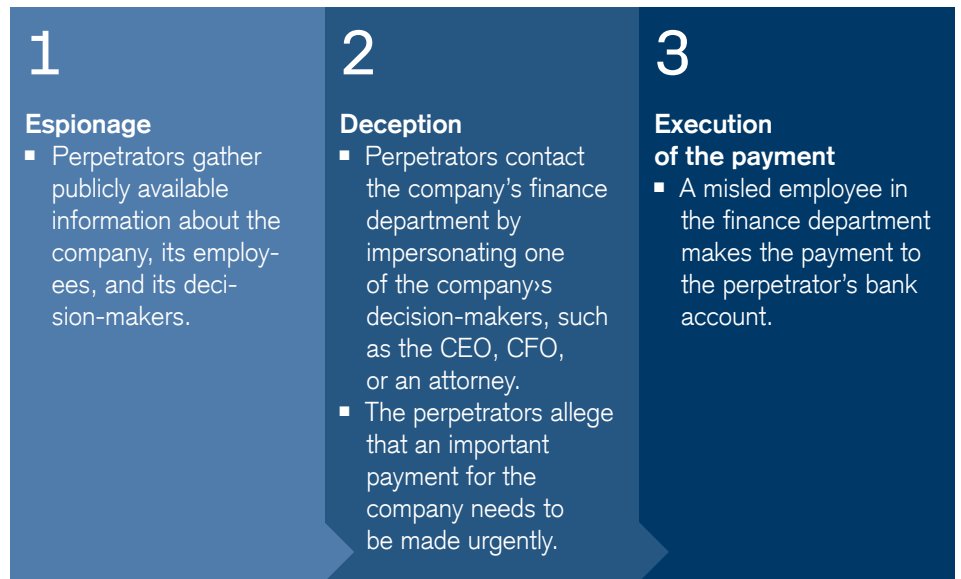 1
Espionage
▪ Perpetrators gather
publicly available
information about the
company, its employ-
ees, and its deci-
sion-makers.
2
Deception
▪ Perpetrators contact
the company’s finance
department by
impersonating one
of the company›s
decision-makers, such
as the CEO, CFO,
or an attorney.
▪ The perpetrators allege
that an important
payment for the
company needs to
be made urgently.
3
Execution
of the payment
▪ A misled employee in
the finance department
makes the payment to
the perpetrator’s bank
account.